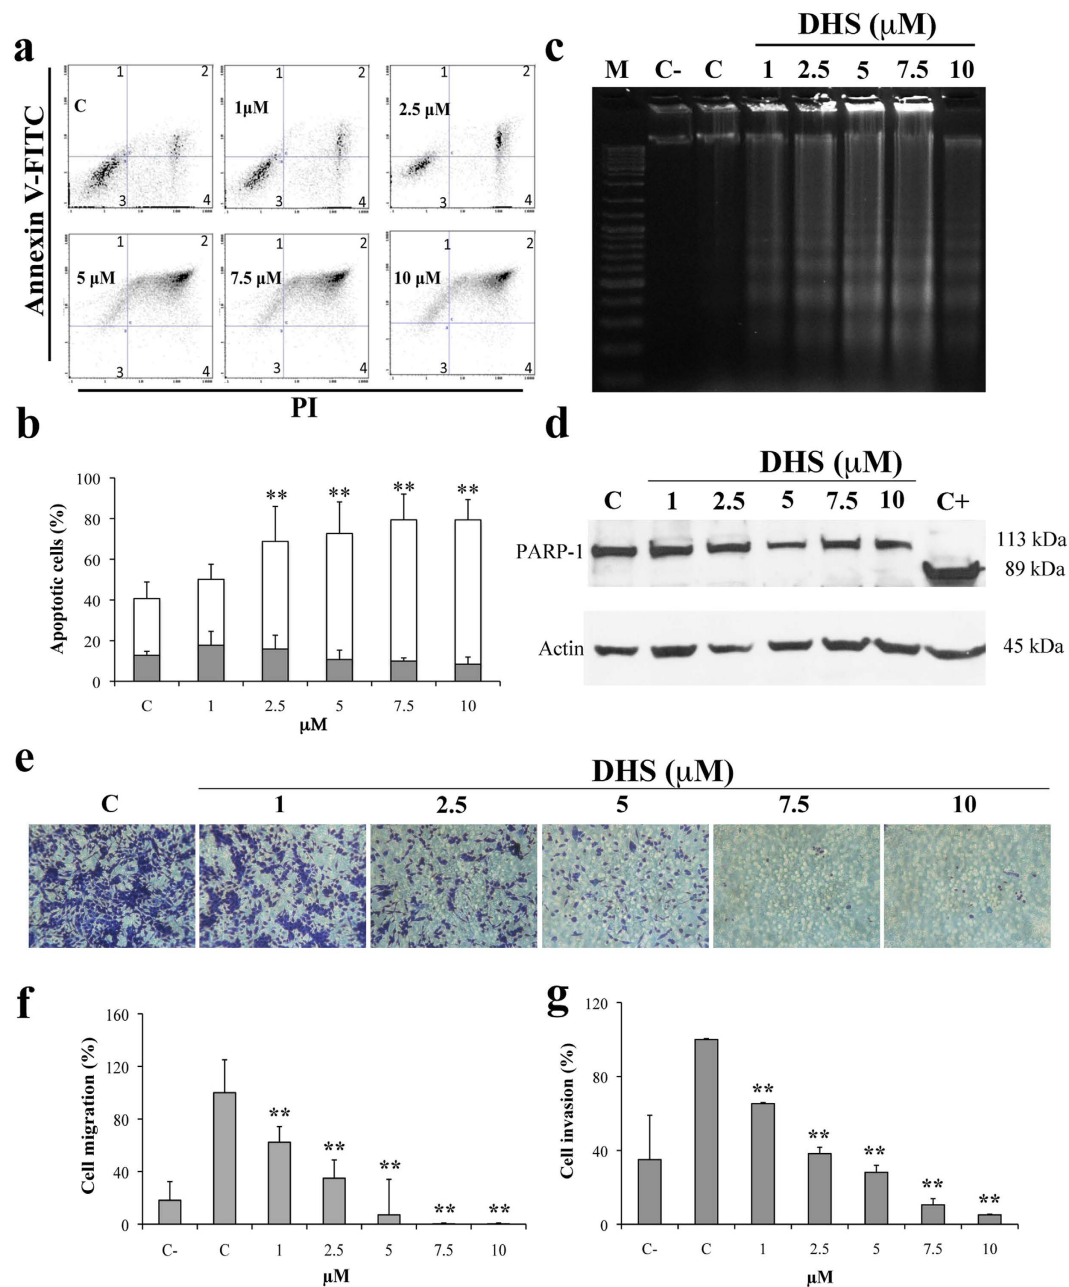 a
Annexin V-FITC
C
1
2
3
4
1μM
1
2
3
4
2.5 μM
1
2
3
4
5 μM
1
2
3
4
7.5 μM
1
2
3
4
10 μM
1
2
3
4
PI
b
Apoptotic cells (%)
100
80
60
40
20
0
** ** ** **
C 1 2.5 5 7.5 10
μM
c
DHS (μM)
M C- C 1 2.5 5 7.5 10
d
DHS (μM)
C 1 2.5 5 7.5 10 C+
PARP-1
113 kDa
89 kDa
Actin
45 kDa
e
DHS (μM)
C 1 2.5 5 7.5 10
f
Cell migration (%)
160
120
80
40
0
** ** ** ** **
C- C 1 2.5 5 7.5 10
μM
g
Cell invasion (%)
120
80
40
0
** ** ** ** **
C- C 1 2.5 5 7.5 10
μM